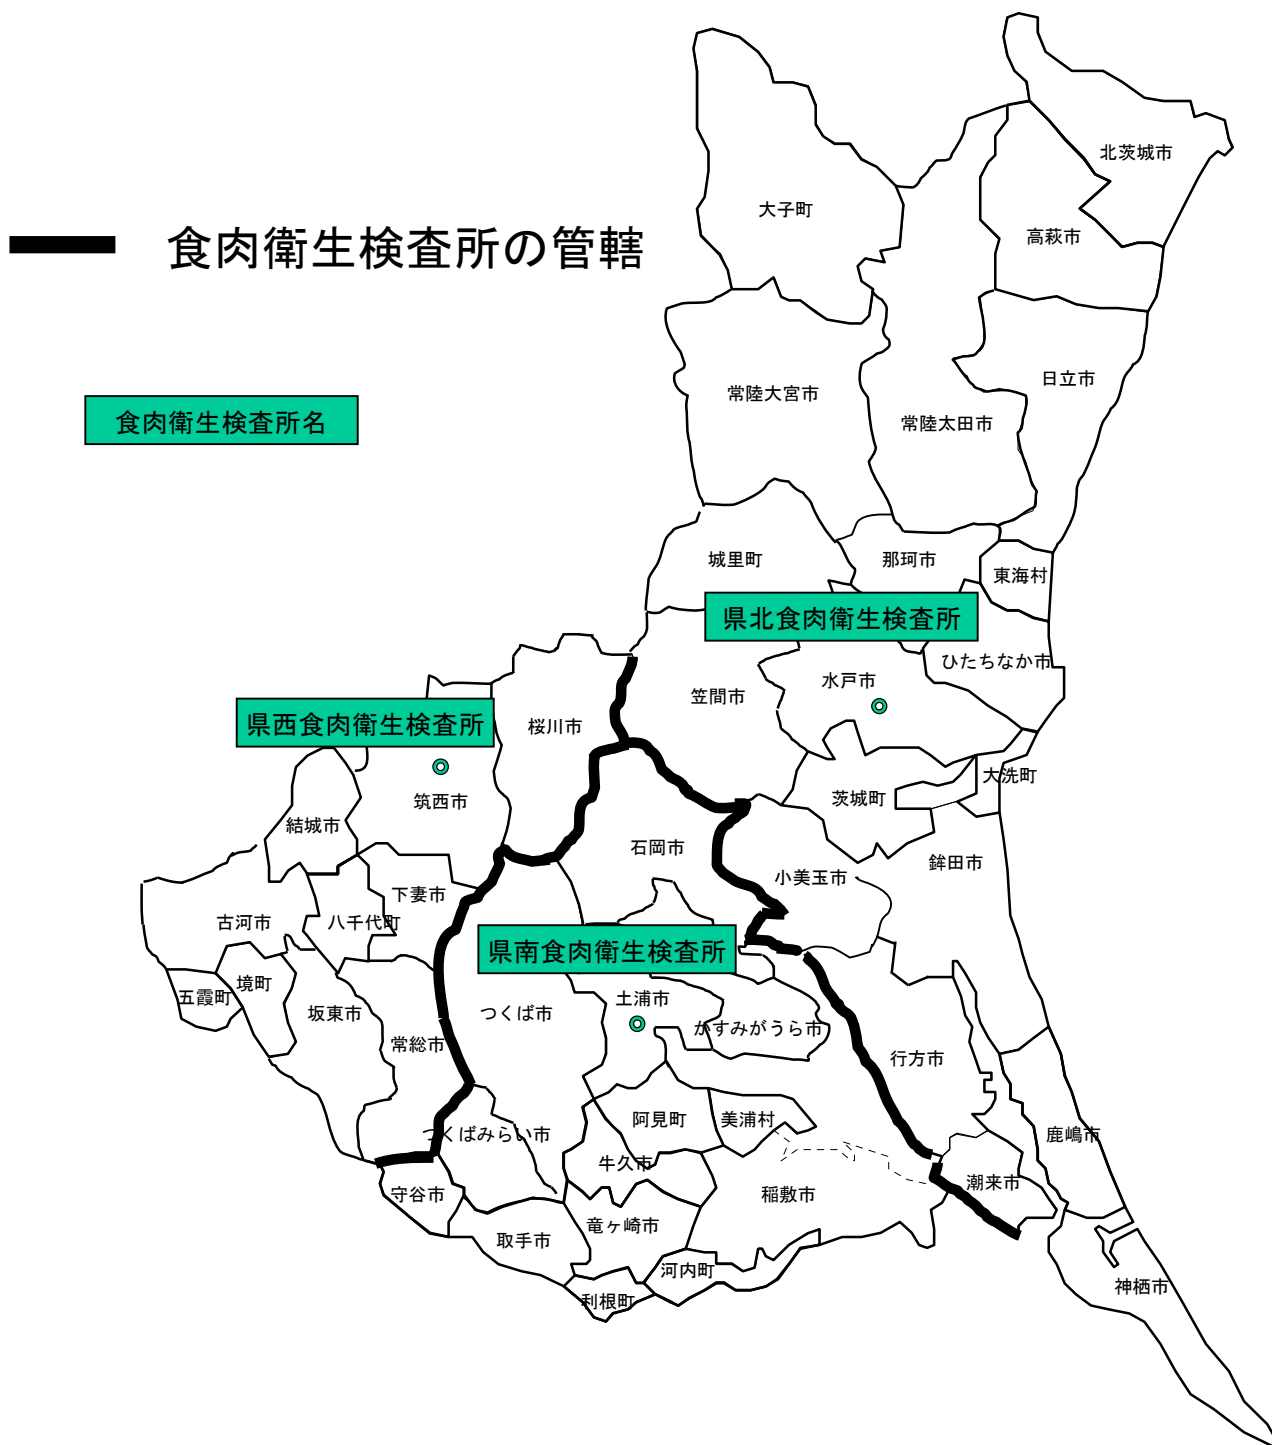 北茨城市
大子町
高萩市
食肉衛生検査所の管轄
日立市
常陸大宮市
常陸太田市
食肉衛生検査所名
城里町
那珂市
東海村
県北食肉衛生検査所
ひたちなか市
水戸市
笠間市
県西食肉衛生検査所
桜川市
大洗町
筑西市
茨城町
結城市
石岡市
鉾田市
小美玉市
下妻市
古河市
八千代町
県南食肉衛生検査所
境町
五霞町
土浦市
坂東市
つくば市
かすみがうら市
常総市
行方市
阿見町
美浦村
鹿嶋市
つくばみらい市
牛久市
潮来市
守谷市
稲敷市
竜ヶ崎市
取手市
河内町
神栖市
利根町